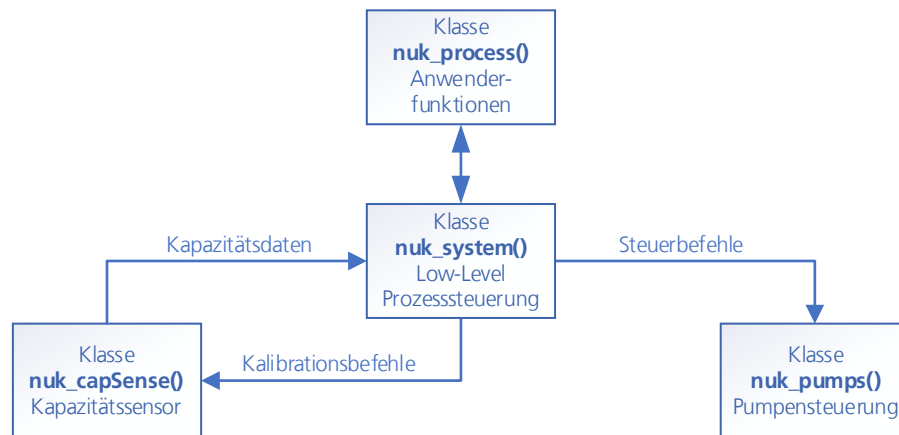 Klasse
nuk_process()
Anwender-
funktionen
Klasse
nuk_system()
Low-Level
Prozesssteuerung
Kapazitätsdaten
Steuerbefehle
Kalibrationsbefehle
Klasse
nuk_capSense()
Kapazitätssensor
Klasse
nuk_pumps()
Pumpensteuerung